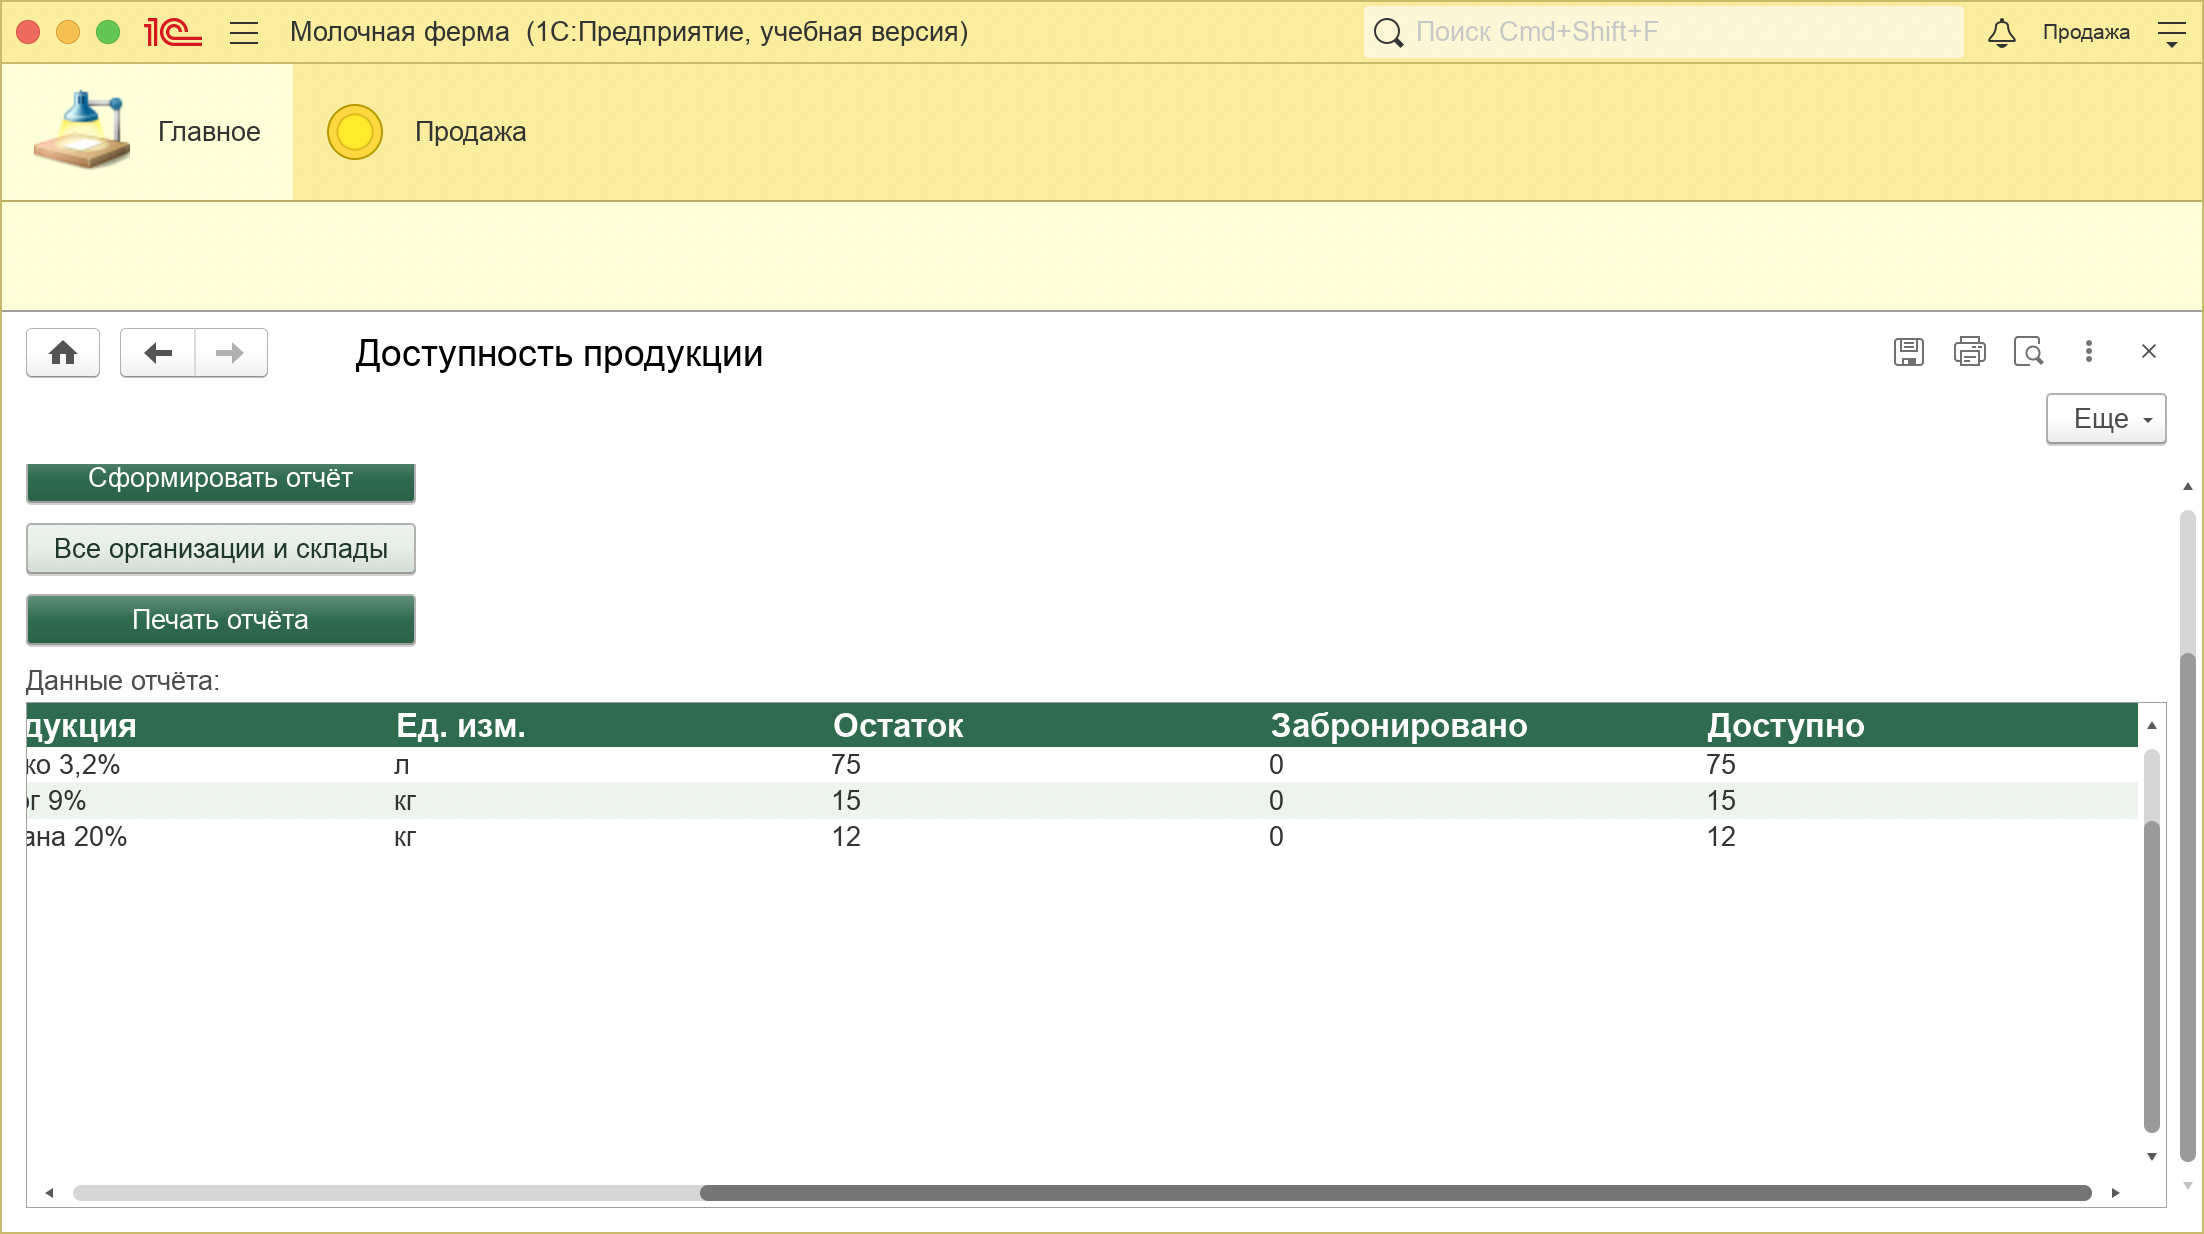 1С Молочная ферма (1С:Предприятие, учебная версия) Поиск Cmd+Shift+F Продажа
Главное Продажа
Доступность продукции
Еще
Сформировать отчёт
Все организации и склады
Печать отчёта
Данные отчёта:
дукция Ед. изм. Остаток Забронировано Доступно
ко 3,2% л 75 0 75
ог 9% кг 15 0 15
ана 20% кг 12 0 12